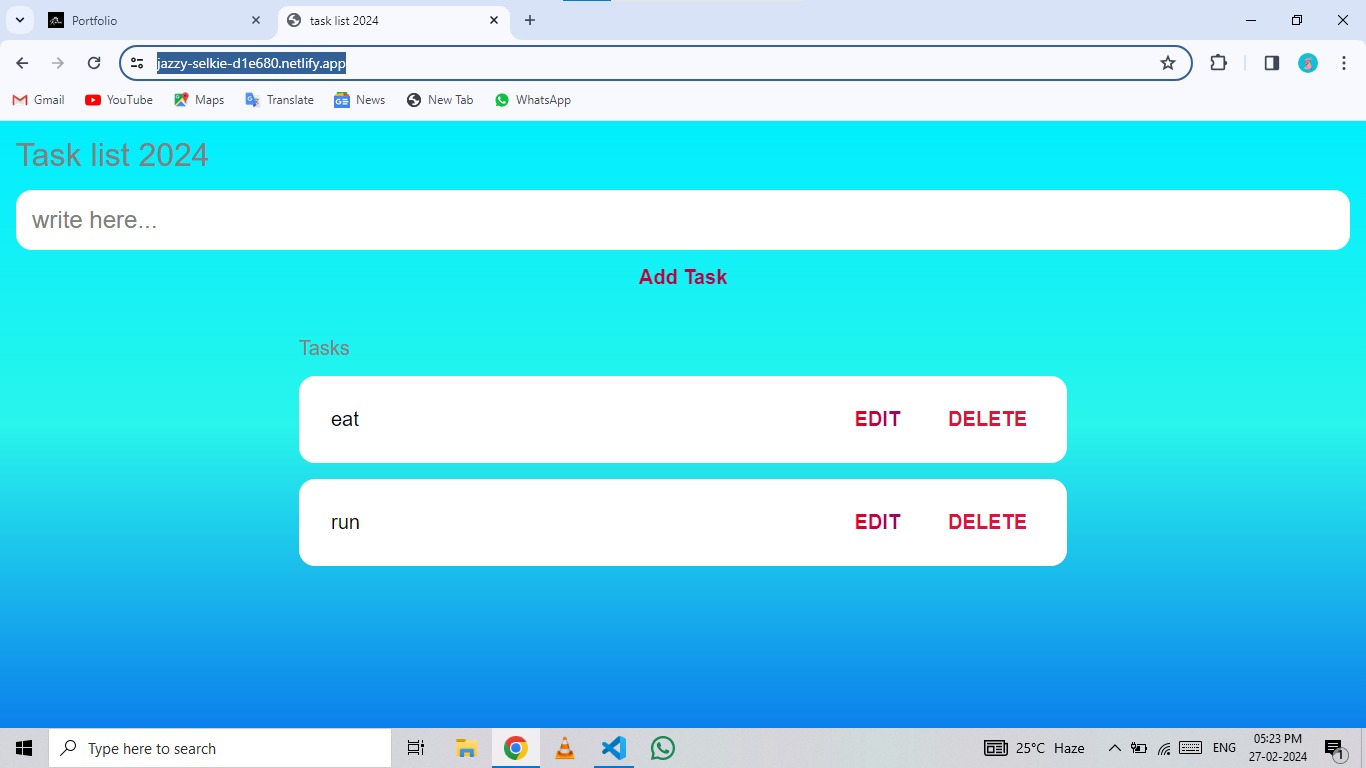 Portfolio
task list 2024
jazzy-selkie-d1e680.netlify.app
Gmail YouTube Maps Translate News New Tab WhatsApp
Task list 2024
write here...
Add Task
Tasks
eat EDIT DELETE
run EDIT DELETE
Type here to search
25°C Haze
ENG
05:23 PM
27-02-2024
1